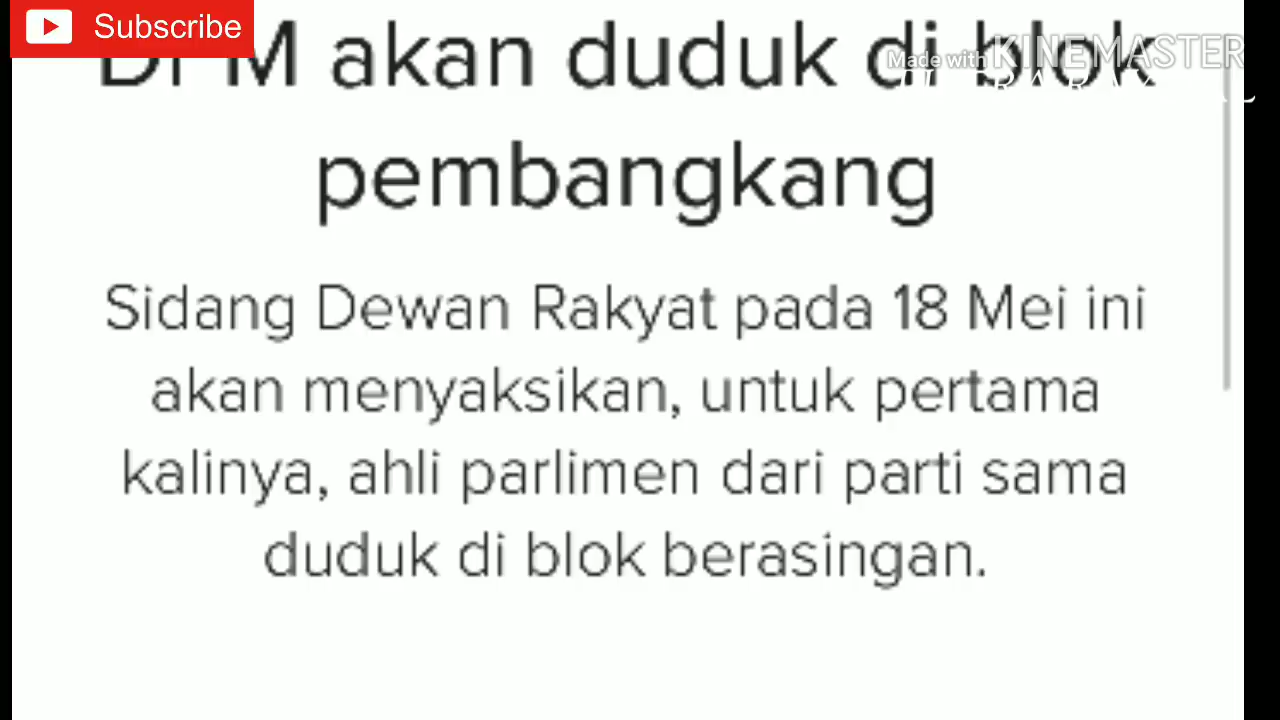 Subscribe
M akan duduk di blok
Made with KINEMASTER
pembangkang
Sidang Dewan Rakyat pada 18 Mei ini
akan menyaksikan, untuk pertama
kalinya, ahli parlimen dari parti sama
duduk di blok berasingan.